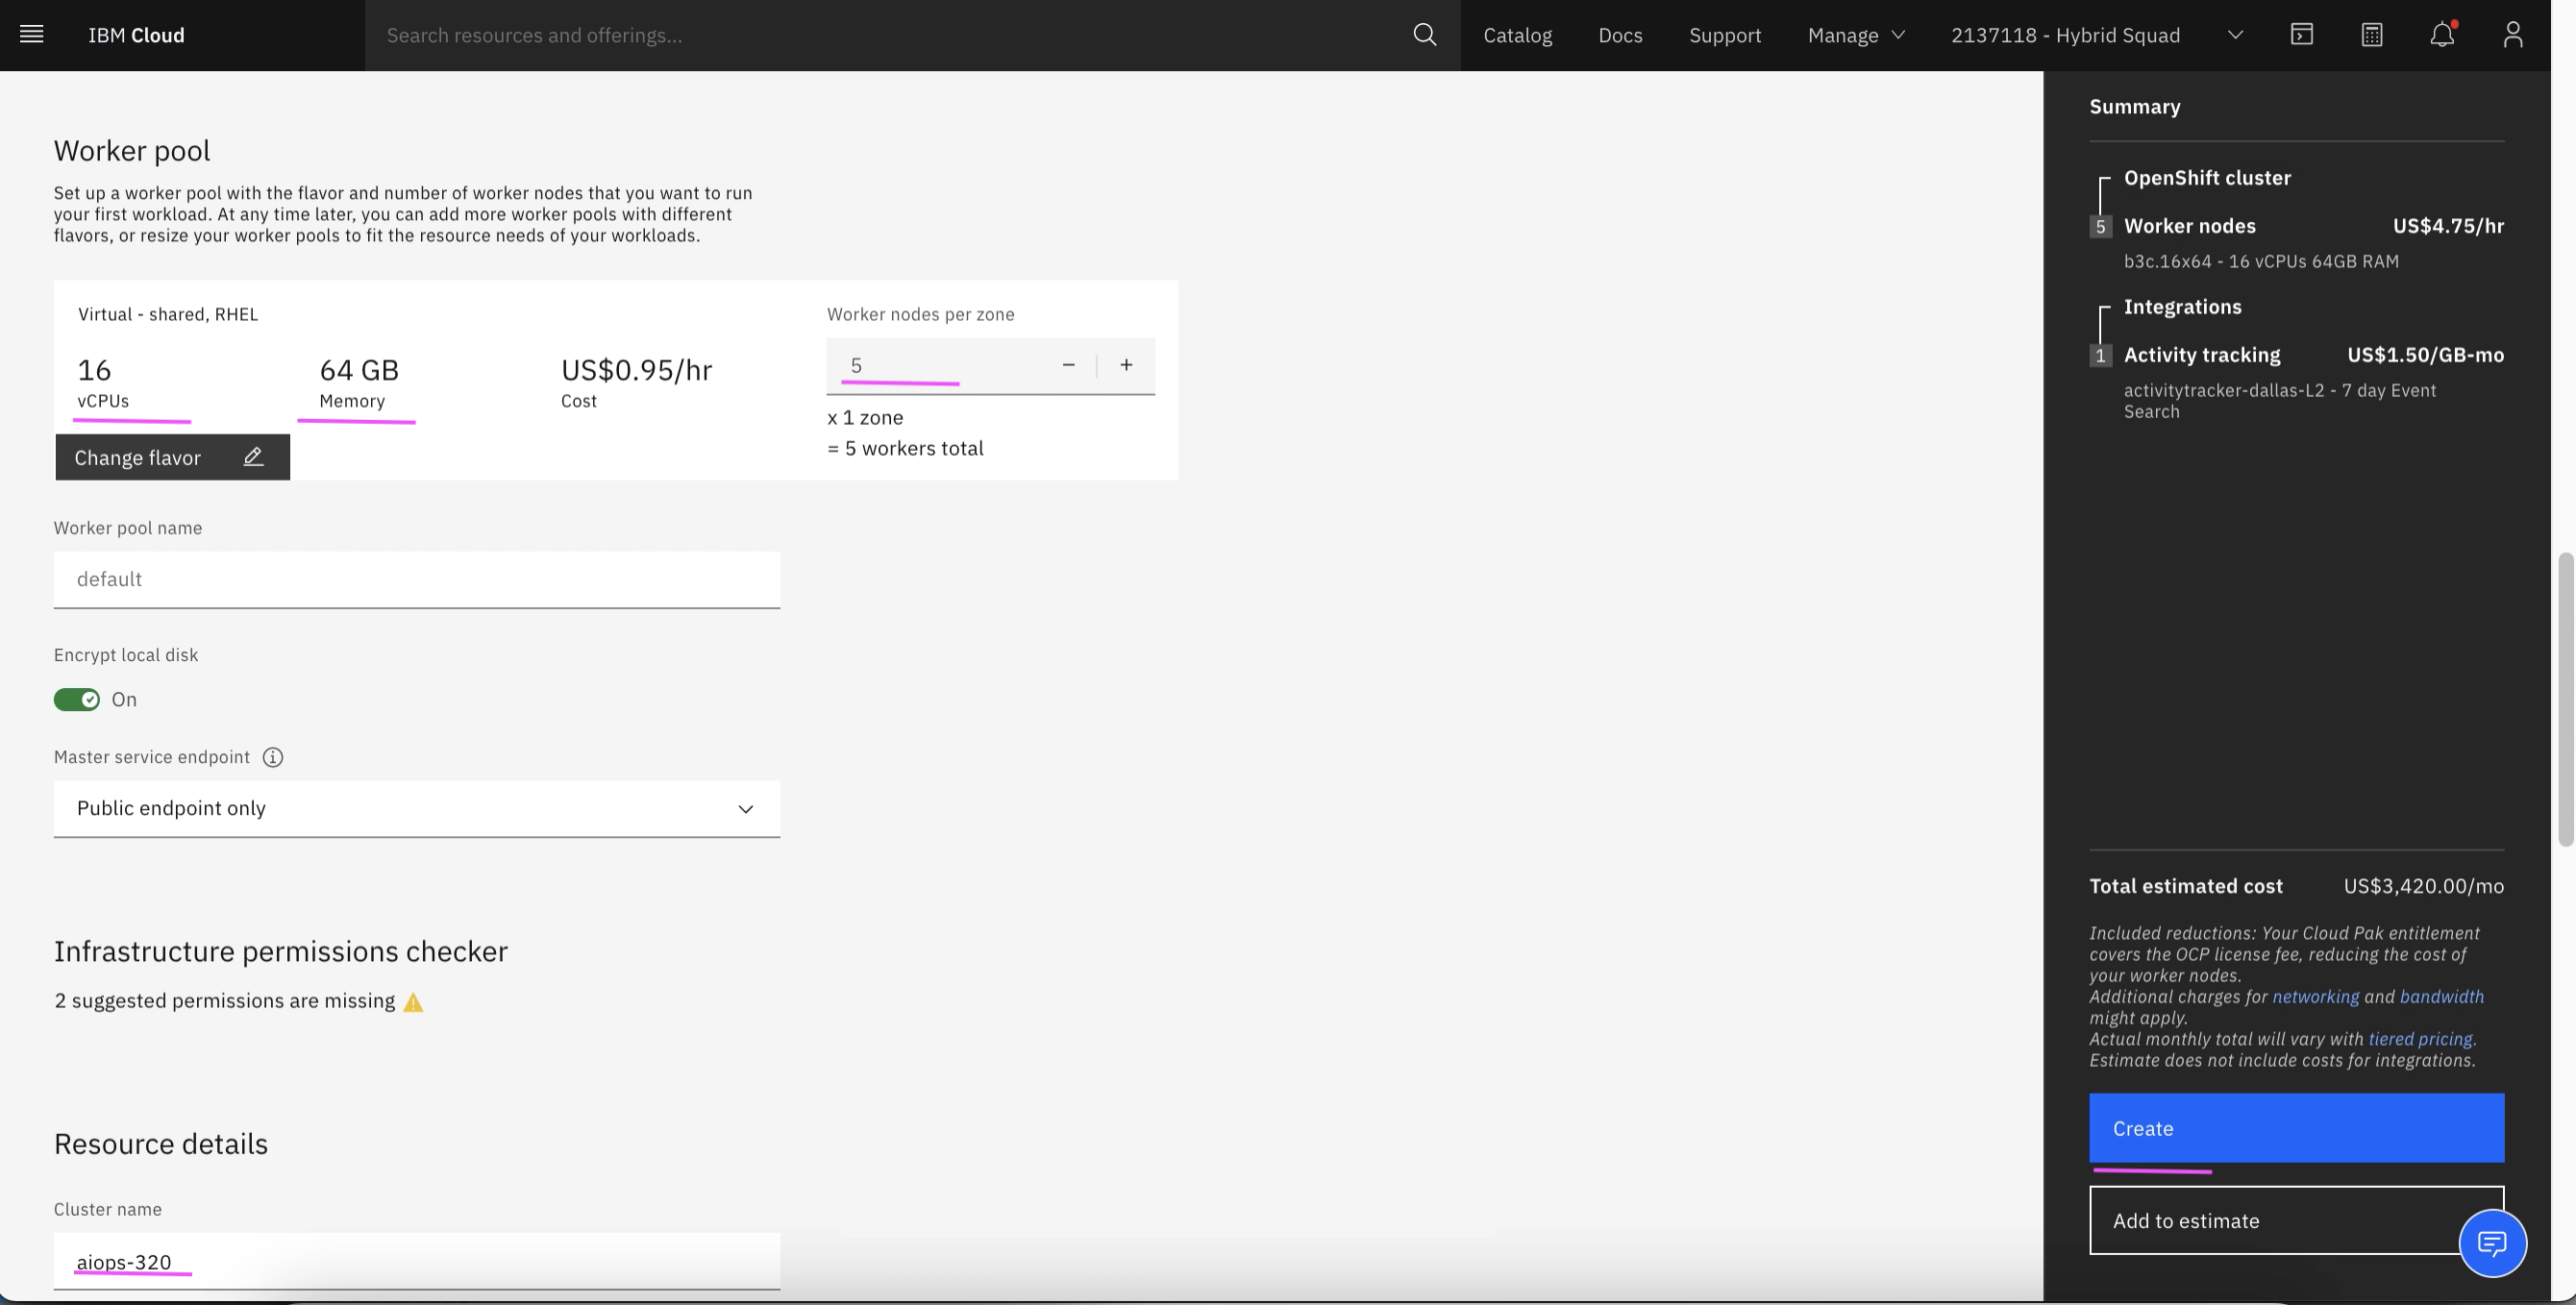 IBM Cloud
Search resources and offerings...
Catalog
Docs
Support
Manage
2137118 - Hybrid Squad
Worker pool
Set up a worker pool with the flavor and number of worker nodes that you want to run
your first workload. At any time later, you can add more worker pools with different
flavors, or resize your worker pools to fit the resource needs of your workloads.
Virtual - shared, RHEL
16
vCPUs
64 GB
Memory
US$0.95/hr
Cost
Change flavor
Worker nodes per zone
5
x 1 zone
= 5 workers total
Worker pool name
default
Encrypt local disk
On
Master service endpoint
Public endpoint only
Infrastructure permissions checker
2 suggested permissions are missing
Resource details
Cluster name
aiops-320
Summary
OpenShift cluster
5 Worker nodes US$4.75/hr
b3c.16x64 - 16 vCPUs 64GB RAM
Integrations
1 Activity tracking US$1.50/GB-mo
activitytracker-dallas-L2 - 7 day Event
Search
Total estimated cost US$3,420.00/mo
Included reductions: Your Cloud Pak entitlement
covers the OCP license fee, reducing the cost of
your worker nodes.
Additional charges for networking and bandwidth
might apply.
Actual monthly total will vary with tiered pricing.
Estimate does not include costs for integrations.
Create
Add to estimate